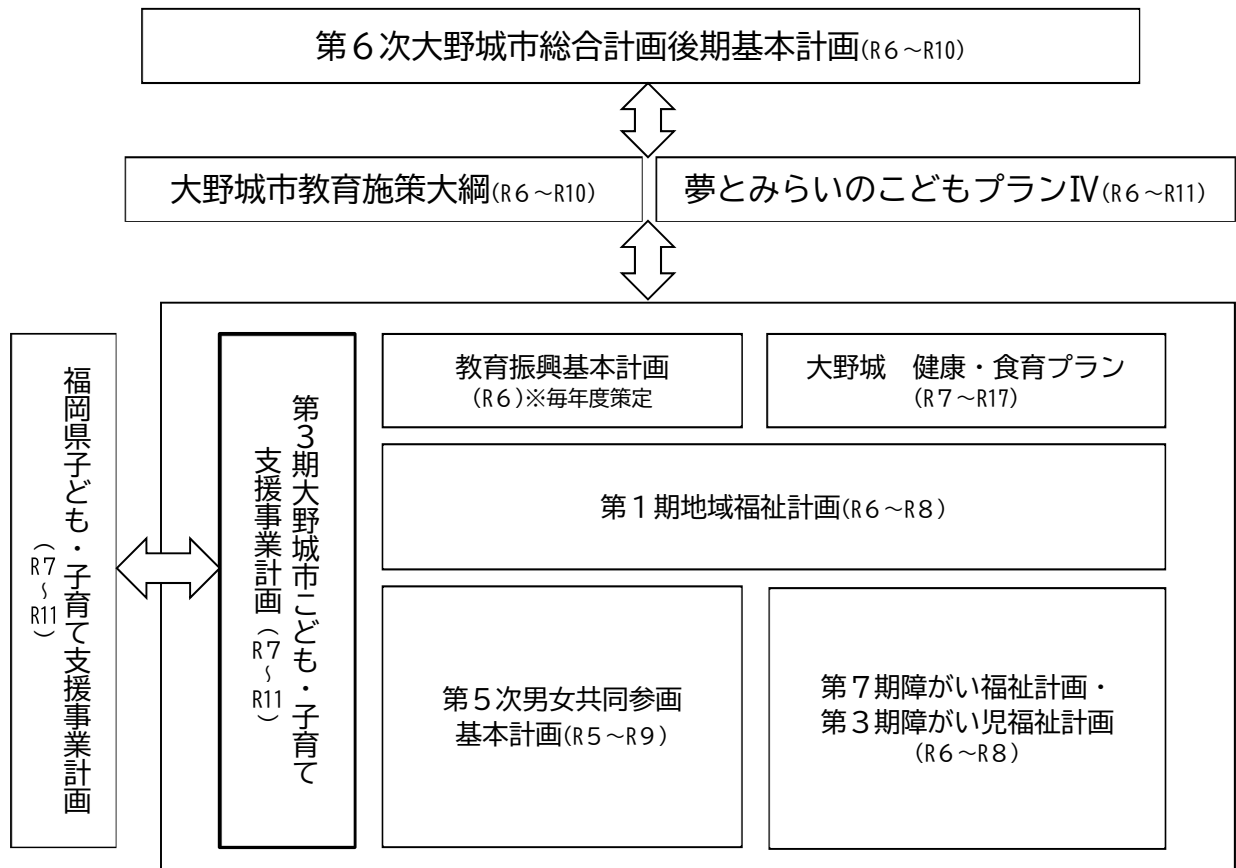 第６次大野城市総合計画後期基本計画(R６～R10)
大野城市教育施策大綱(R６～R10)
夢とみらいのこどもプランⅣ(R６～R11)
福岡県子ども・子育て支援事業計画
（R７～R11）
第３期大野城市こども・子育て
支援事業計画（R７～R11）
教育振興基本計画
(R６)※毎年度策定
大野城　健康・食育プラン
(R７～R17)
第１期地域福祉計画(R６～R８)
第５次男女共同参画
基本計画(R５～R９)
第７期障がい福祉計画・
第３期障がい児福祉計画
(R６～R８)